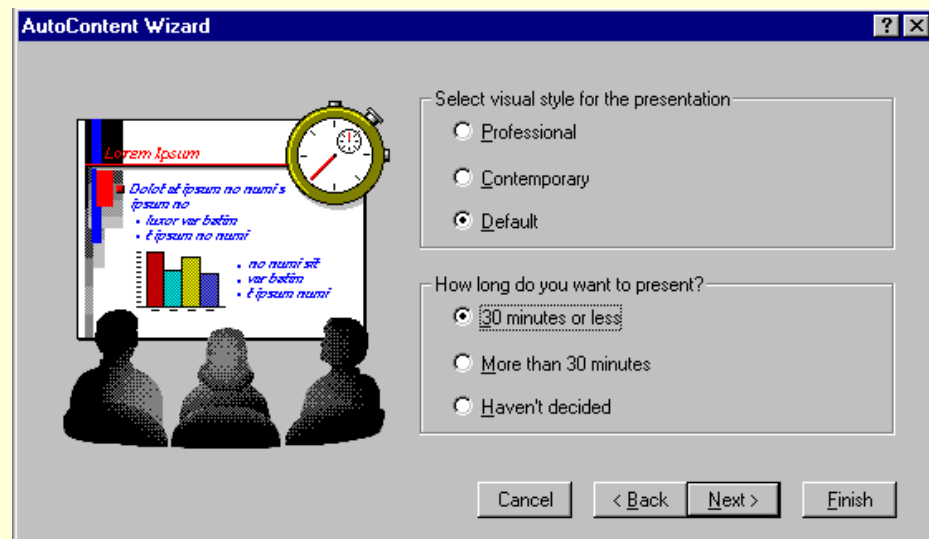 AutoContent Wizard
Lorem Ipsum
Dolot at ipsum no numi s
ipsum no
• luxor ver batim
• t ipsum no numi
• no numi sit
• ver batim
• t ipsum numi
Select visual style for the presentation
Professional
Contemporary
Default
How long do you want to present?
30 minutes or less
More than 30 minutes
Haven't decided
Cancel
< Back
Next >
Finish